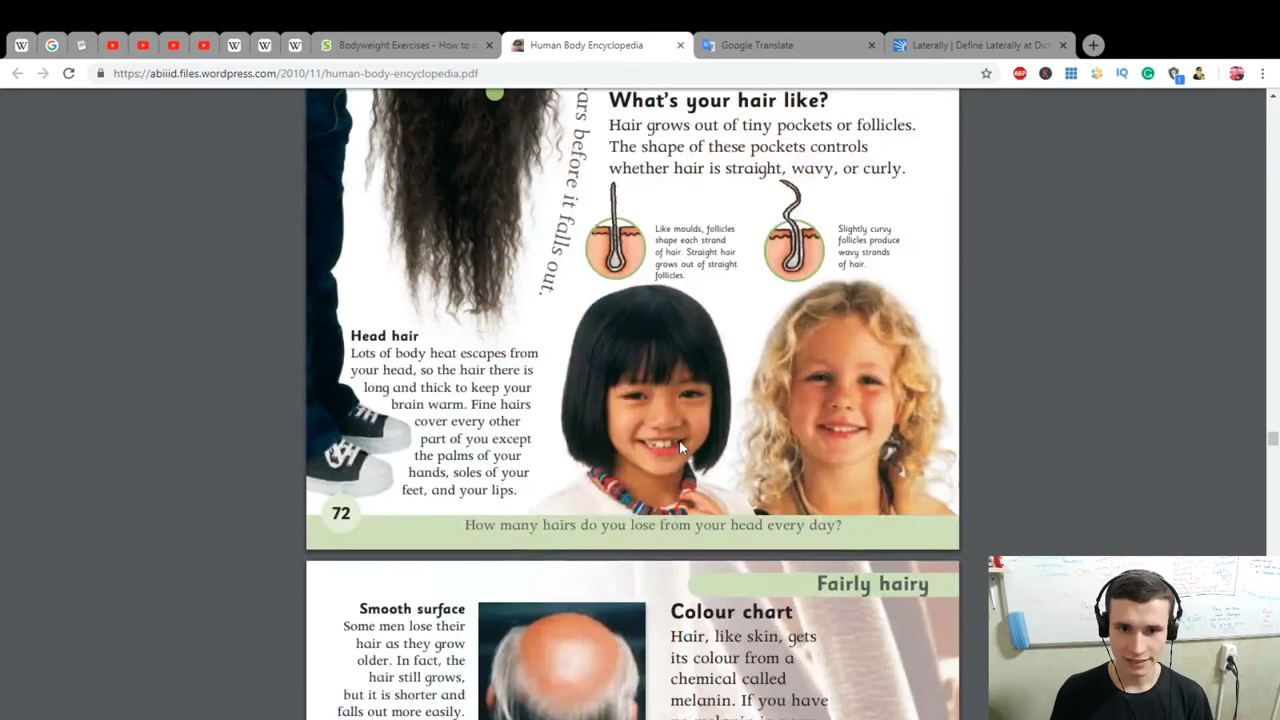 Bodyweight Exercises - How to
Human Body Encyclopedia
Google Translate
Laterally | Define Laterally at Dict
https://abiiid.files.wordpress.com/2010/11/human-body-encyclopedia.pdf
ars before it falls out.
What's your hair like?
Hair grows out of tiny pockets or follicles.
The shape of these pockets controls
whether hair is straight, wavy, or curly.
Like moulds, follicles
shape each strand
of hair. Straight hair
grows out of straight
follicles.
Slightly curvy
follicles produce
wavy strands
of hair.
Head hair
Lots of body heat escapes from
your head, so the hair there is
long and thick to keep your
brain warm. Fine hairs
cover every other
part of you except
the palms of your
hands, soles of your
feet, and your lips.
72
How many hairs do you lose from your head every day?
Fairly hairy
Smooth surface
Some men lose their
hair as they grow
older. In fact, the
hair still grows,
but it is shorter and
falls out more easily.
Colour chart
Hair, like skin, gets
its colour from a
chemical called
melanin. If you have